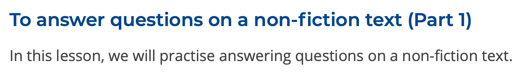 To answer questions on a non-fiction text (Part 1)
In this lesson, we will practise answering questions on a non-fiction text.